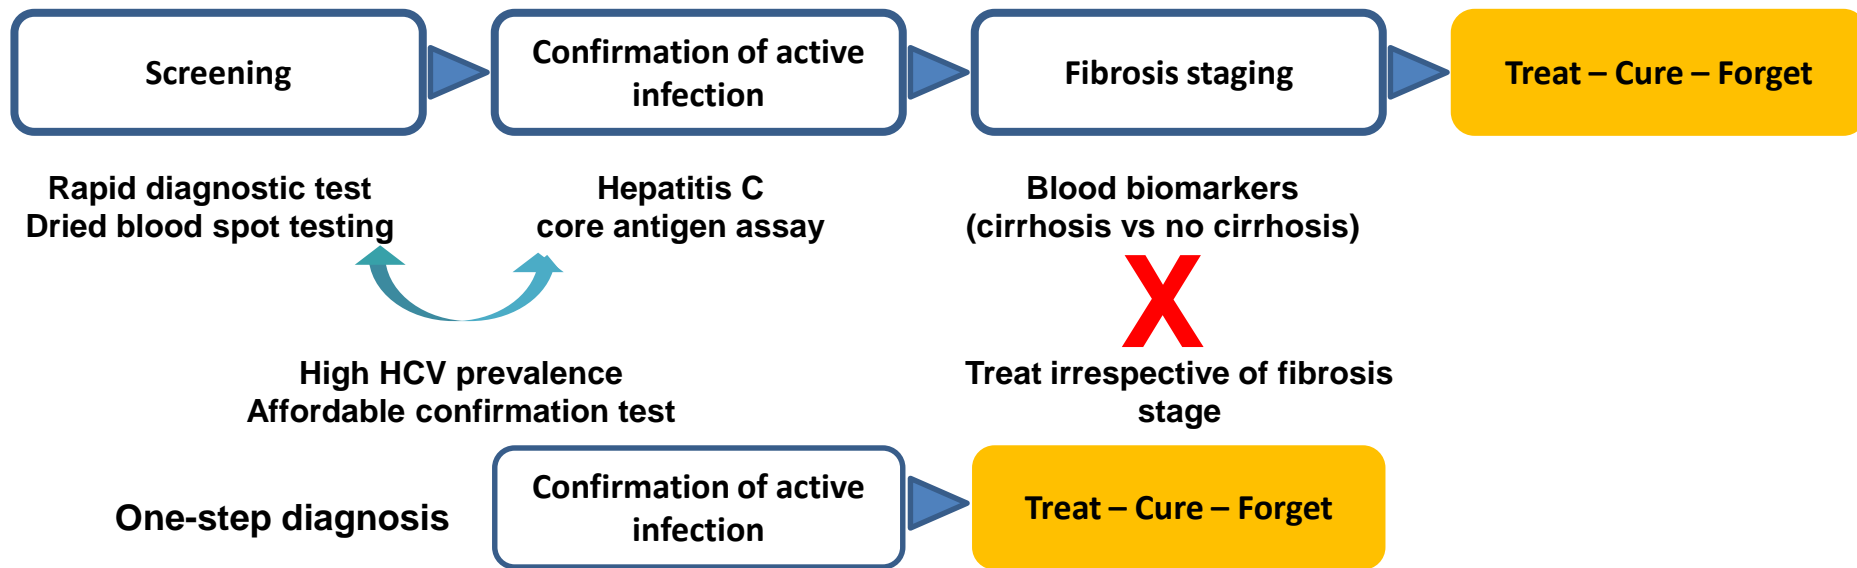 Screening
Confirmation of active
infection
Fibrosis staging
Treat – Cure – Forget
Rapid diagnostic test
Dried blood spot testing
Hepatitis C
core antigen assay
Blood biomarkers
(cirrhosis vs no cirrhosis)
X
High HCV prevalence
Affordable confirmation test
Treat irrespective of fibrosis
stage
One-step diagnosis
Confirmation of active
infection
Treat – Cure – Forget